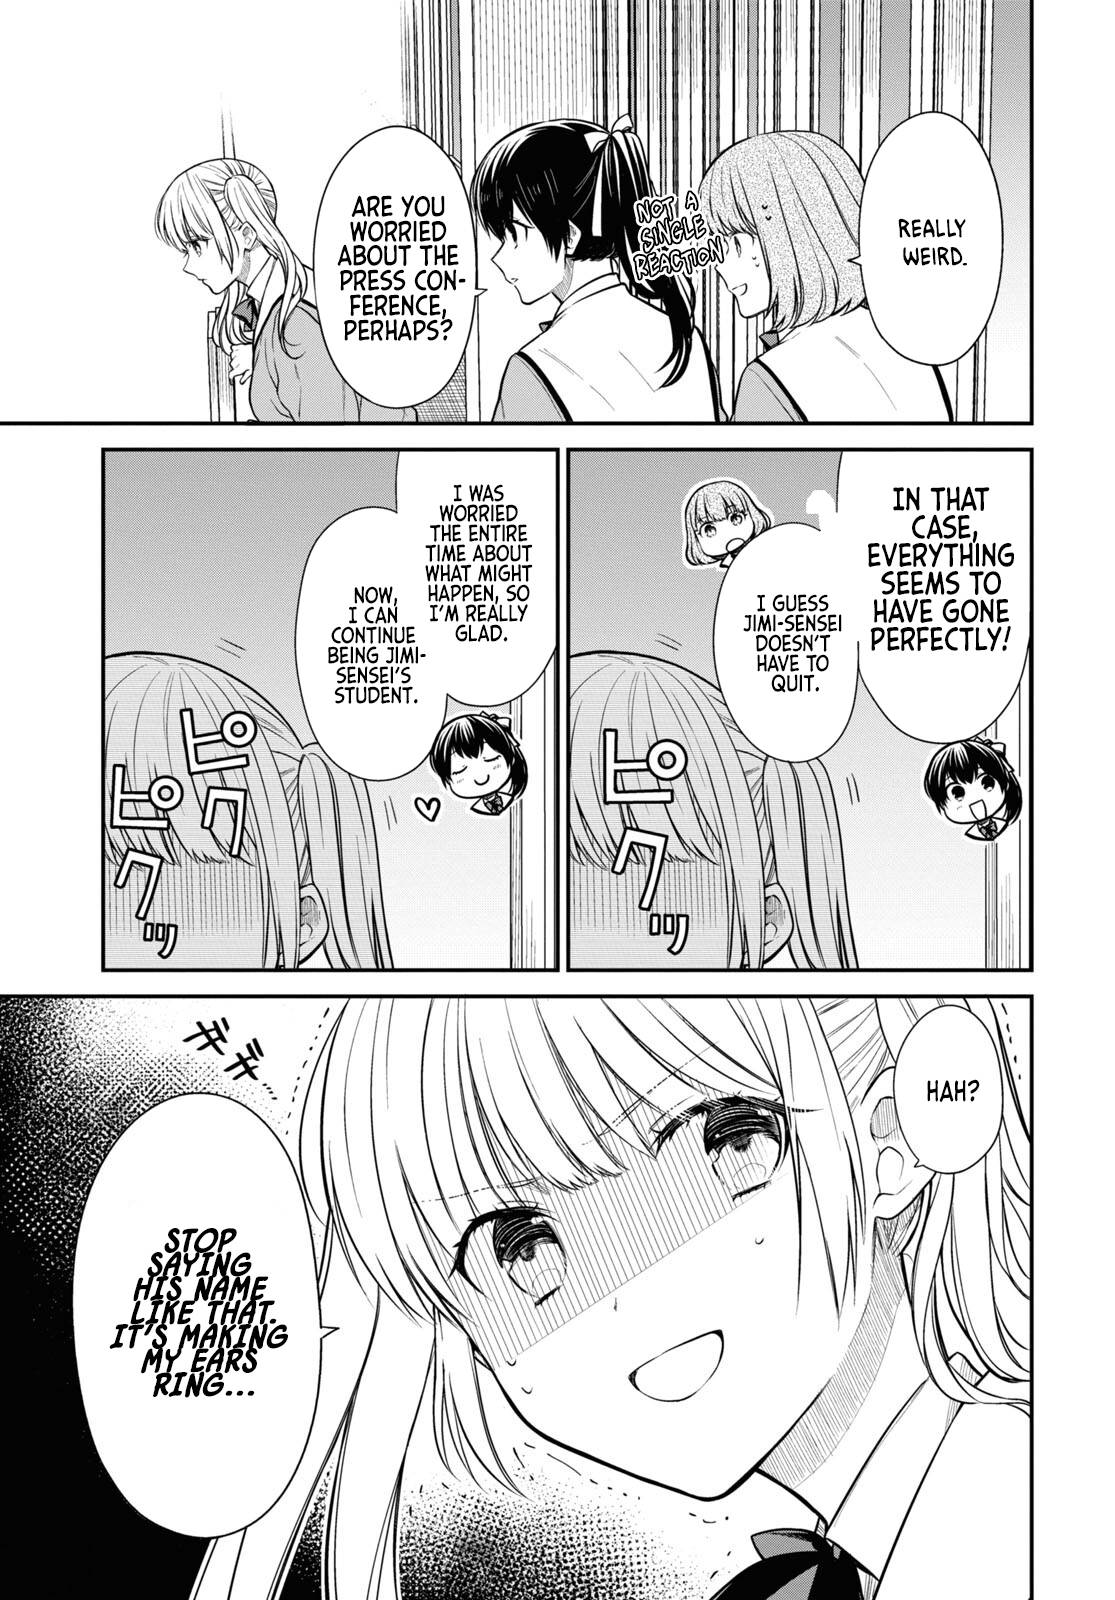 REALLY
WEIRD.
NOT A
SINGLE
REACTION
ARE YOU
WORRIED
ABOUT THE
PRESS CON-
FERENCE,
PERHAPS?
IN THAT
CASE,
EVERYTHING
SEEMS TO
HAVE GONE
PERFECTLY!
I GUESS
JIMI-SENSEI
DOESN'T
HAVE TO
QUIT.
ピク
ピクッ
I WAS
WORRIED
THE ENTIRE
TIME ABOUT
WHAT MIGHT
HAPPEN, SO
I'M REALLY
GLAD.
NOW,
I CAN
CONTINUE
BEING JIMI-
SENSEI'S
STUDENT.
ピク
ピクッ
HAH?
ギギギ
STOP
SAYING
HIS NAME
LIKE THAT.
IT'S MAKING
MY EARS
RING...